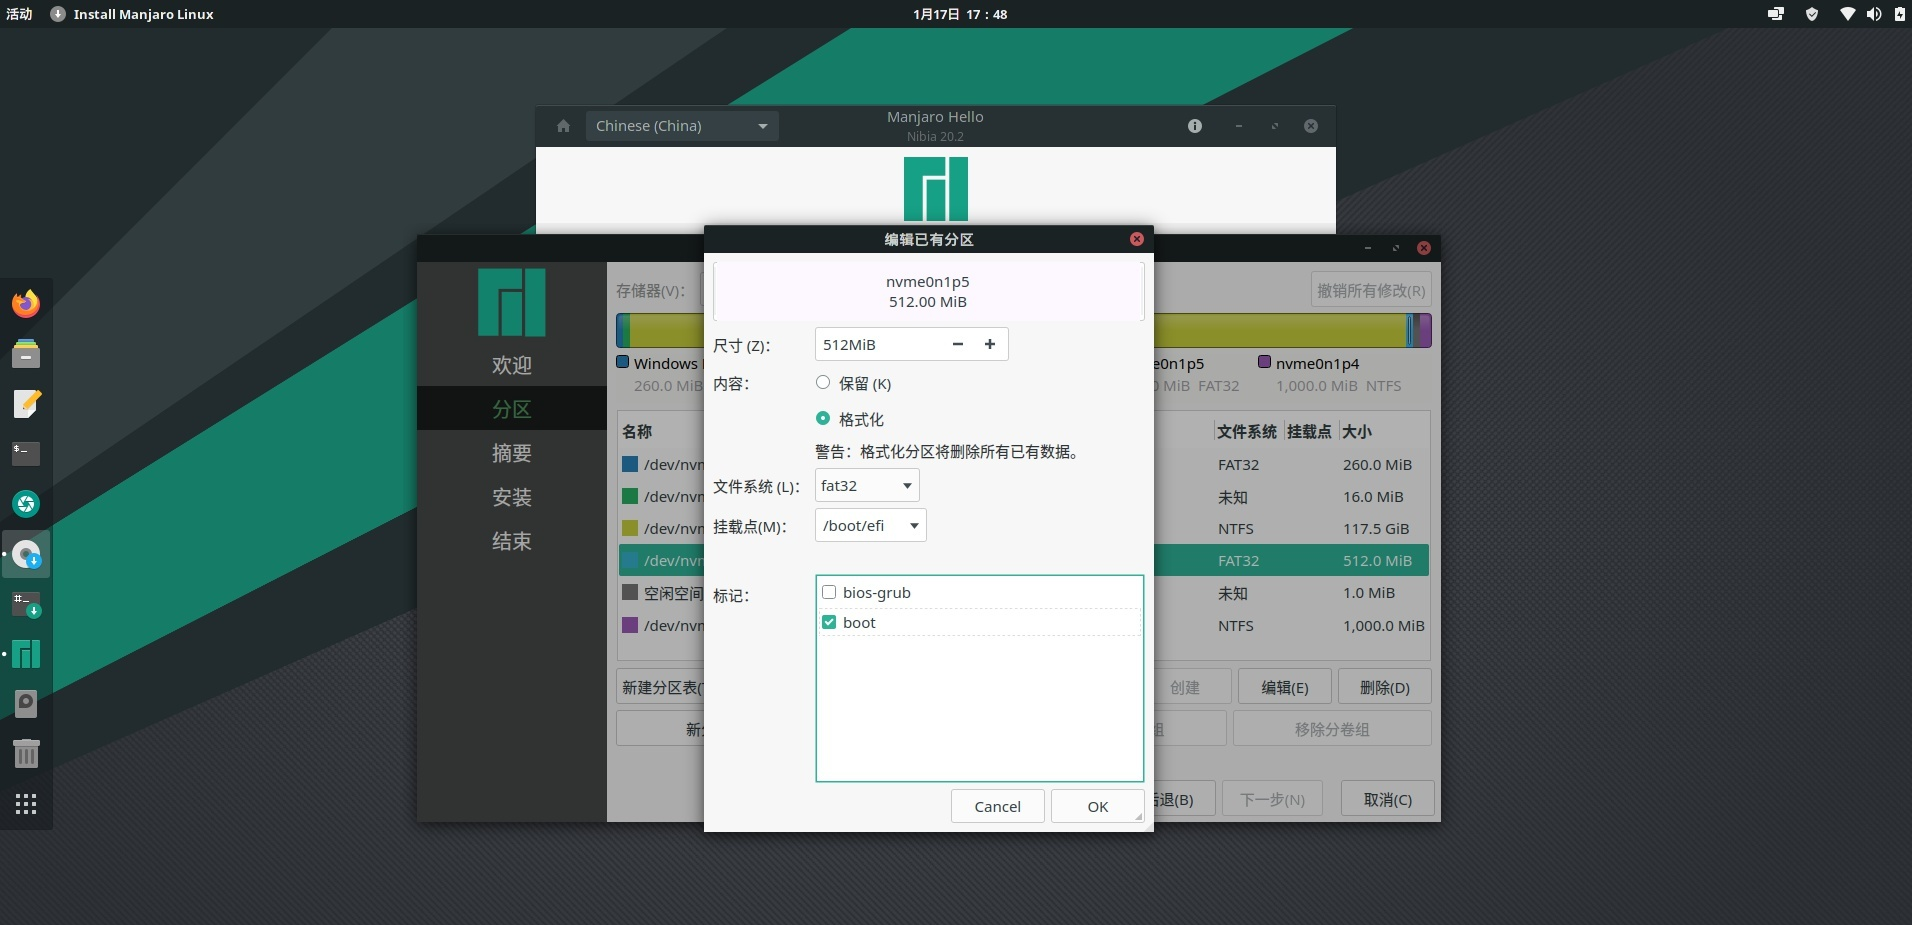 活动 Install Manjaro Linux 1月17日 17：48
Chinese (China) Manjaro Hello
Nibia 20.2
编辑已有分区
nvme0n1p5
512.00 MiB
存储器(V)： 撤销所有修改(R)
尺寸 (Z)： 512MiB
欢迎
Windows e0n1p5 nvme0n1p4
260.0 MiB 0 MiB FAT32 1,000.0 MiB NTFS
内容： 保留 (K)
分区
格式化
名称 文件系统 挂载点 大小
警告：格式化分区将删除所有已有数据。
摘要
/dev/nvm FAT32 260.0 MiB
文件系统 (L)： fat32
安装
/dev/nvm 未知 16.0 MiB
挂载点(M)： /boot/efi
/dev/nvm NTFS 117.5 GiB
结束
/dev/nvm FAT32 512.0 MiB
标记： bios-grub
空闲空间 未知 1.0 MiB
boot
/dev/nvm NTFS 1,000.0 MiB
新建分区表( 创建 编辑(E) 删除(D)
新 组 移除分卷组
后退(B) 下一步(N) 取消(C)
Cancel OK